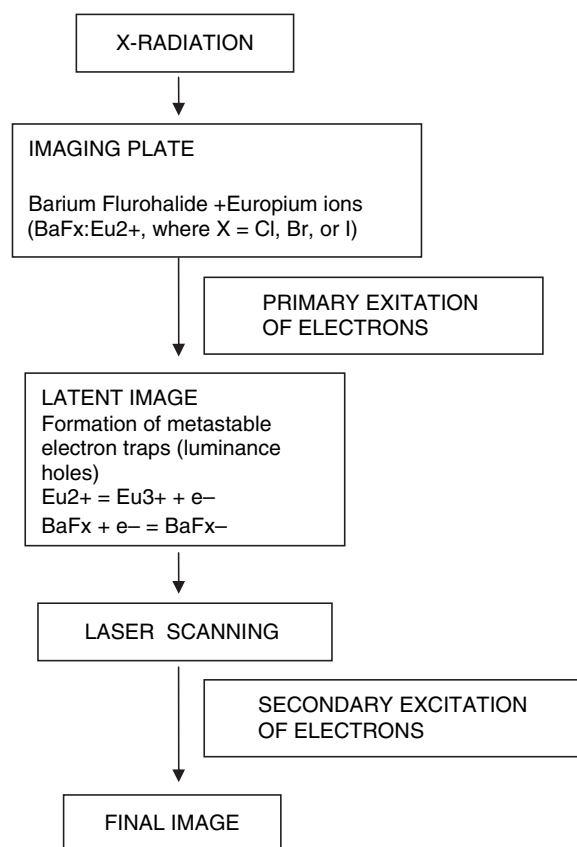 X-RADIATION
IMAGING PLATE
Barium Flurohalide +Europium ions
(BaFx:Eu2+, where X = Cl, Br, or I)
PRIMARY EXITATION
OF ELECTRONS
LATENT IMAGE
Formation of metastable
electron traps (luminance
holes)
Eu2+ = Eu3+ + e–
BaFx + e– = BaFx–
LASER SCANNING
SECONDARY EXCITATION
OF ELECTRONS
FINAL IMAGE